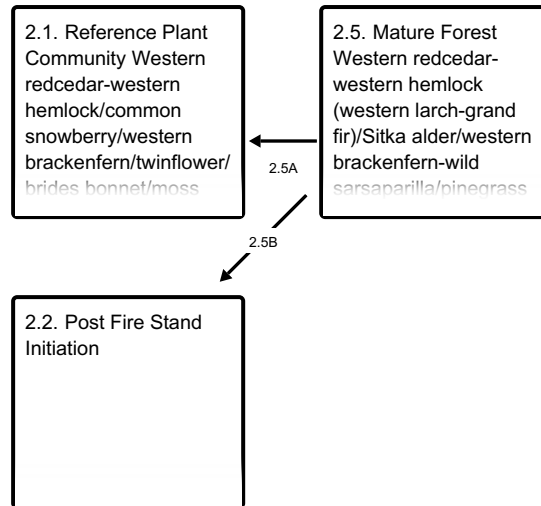 2.1. Reference Plant
Community Western
redcedar-western
hemlock/common
snowberry/western
brackenfern/twinflower/
brides bonnet/moss
2.5. Mature Forest
Western redcedar-
western hemlock
(western larch-grand
fir)/Sitka alder/western
brackenfern-wild
sarsaparilla/pinegrass
2.5A
2.5B
2.2. Post Fire Stand
Initiation